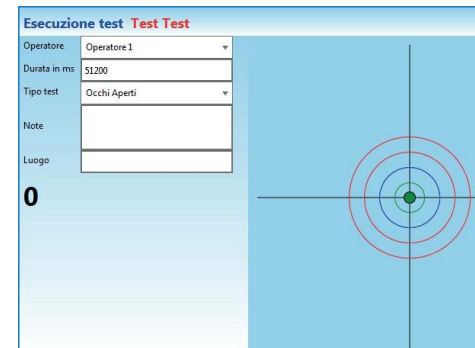 Esecuzione test Test Test
Operatore Operatore 1
Durata in ms 51200
Tipo test Occhi Aperti
Note
Luogo
0